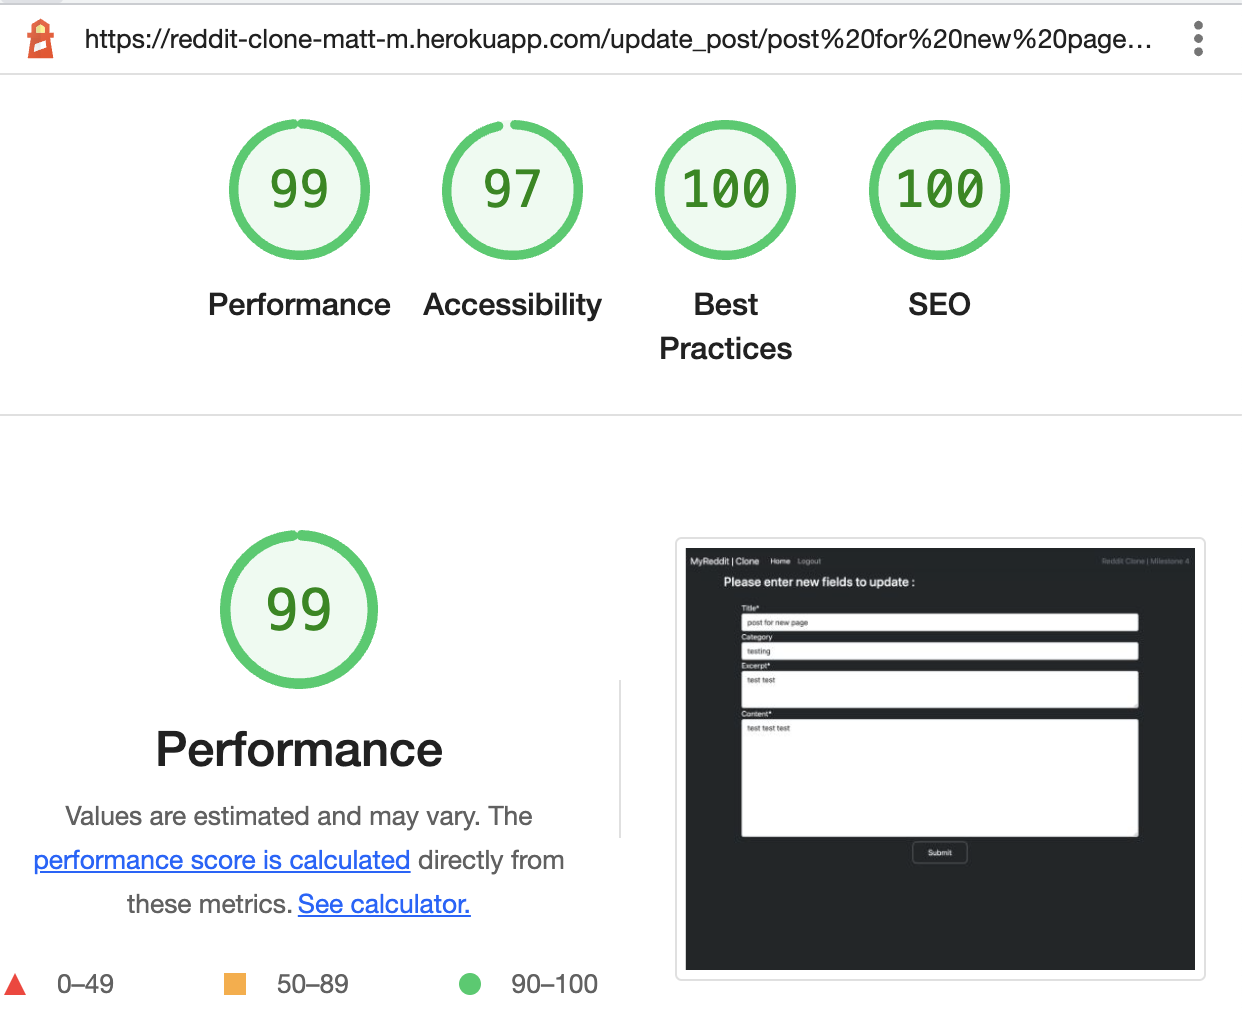 https://reddit-clone-matt-m.herokuapp.com/update_post/post%20for%20new%20page...
99
97
100
100
Performance
Accessibility
Best
Practices
SEO
99
Performance
Values are estimated and may vary. The
performance score is calculated directly from
these metrics. See calculator.
0–49
50–89
90–100
MyReddit | Clone Home Logout Reddit Clone | Milestone 4
Please enter new fields to update :
Title*
post for new page
Category
testing
Excerpt*
test test
Content*
test test test
Submit